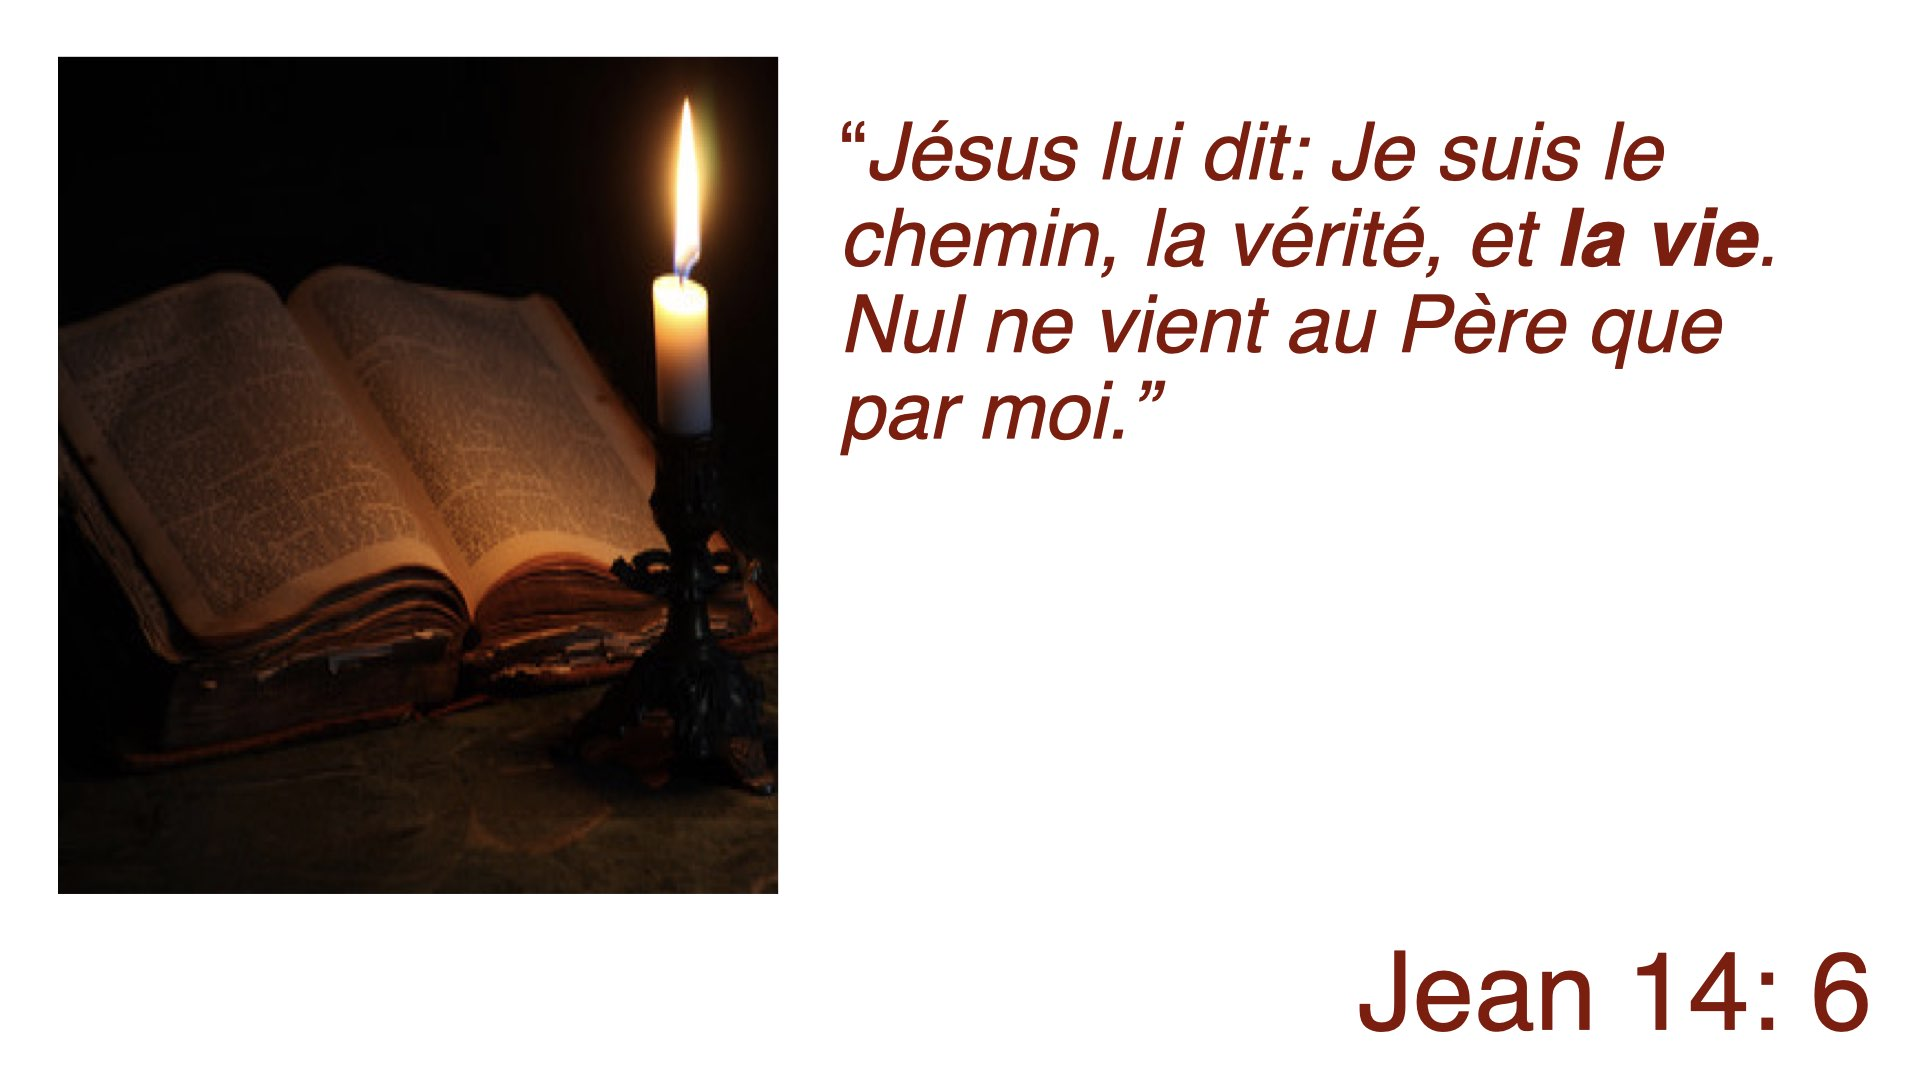 “Jésus lui dit: Je suis le
chemin, la vérité, et la vie.
Nul ne vient au Père que
par moi.”
Jean 14: 6